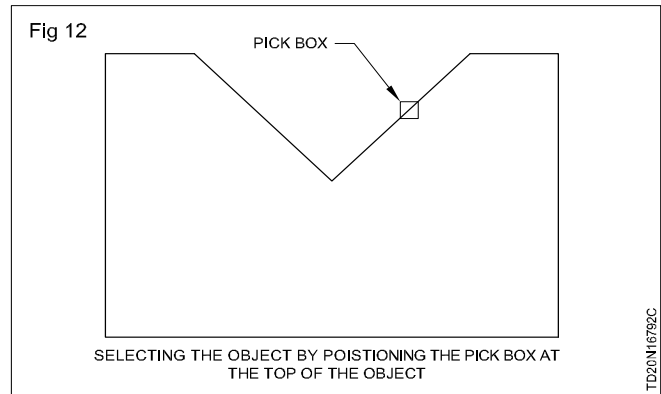 Fig 12
PICK BOX
SELECTING THE OBJECT BY POISTIONING THE PICK BOX AT
THE TOP OF THE OBJECT
TD20N16792C